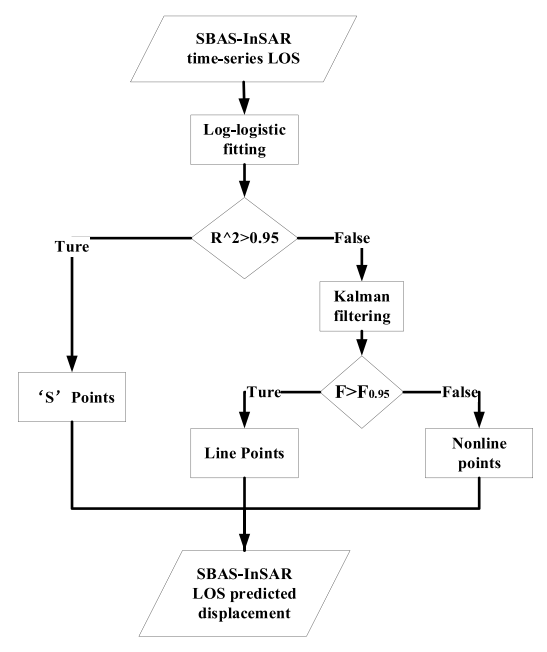 SBAS-InSAR
time-series LOS
Log-logistic
fitting
R^2>0.95
Ture
False
Kalman
filtering
F>F0.95
Ture
False
‘S’ Points
Line Points
Nonline
points
SBAS-InSAR
LOS predicted
displacement